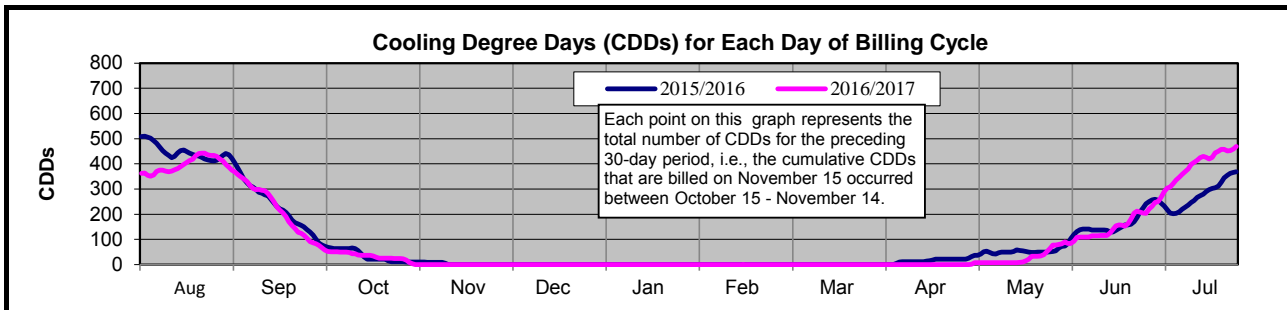 Cooling Degree Days (CDDs) for Each Day of Billing Cycle
800
700
600
500
400
300
200
100
0
CDDs
2015/2016 2016/2017
Each point on this graph represents the
total number of CDDs for the preceding
30-day period, i.e., the cumulative CDDs
that are billed on November 15 occurred
between October 15 - November 14.
Aug Sep Oct Nov Dec Jan Feb Mar Apr May Jun Jul